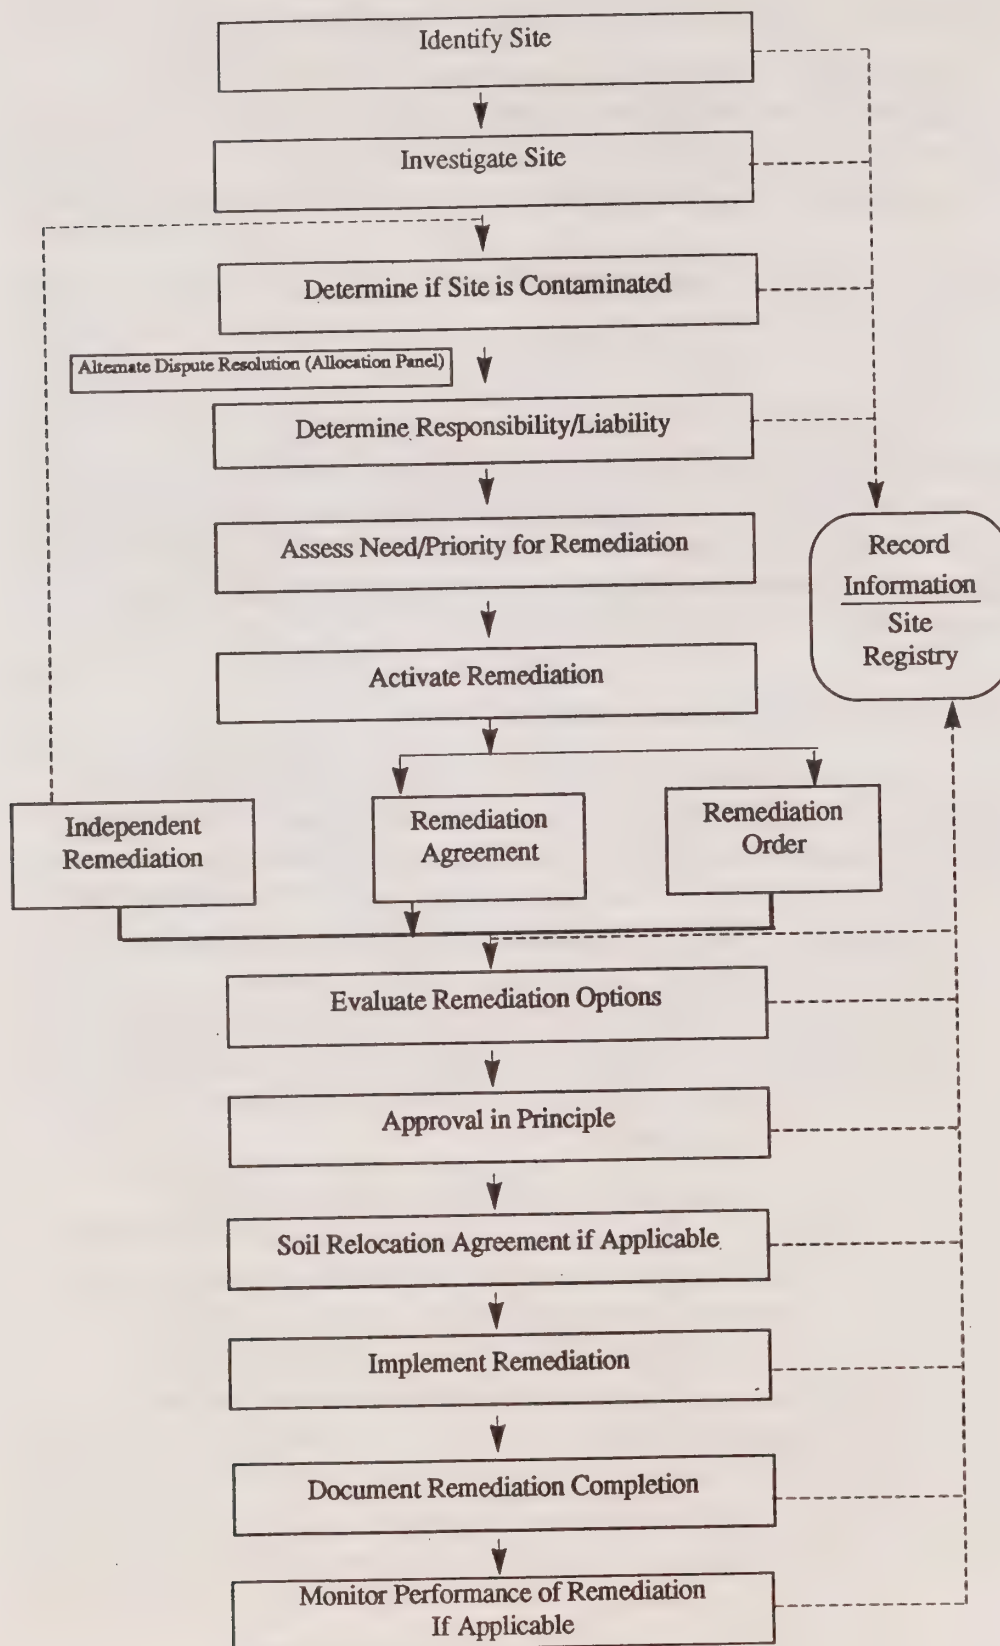 Identify Site
Investigate Site
Determine if Site is Contaminated
Alternate Dispute Resolution (Allocation Panel)
Determine Responsibility/Liability
Assess Need/Priority for Remediation
Record
Information
Site
Registry
Activate Remediation
Independent
Remediation
Remediation
Agreement
Remediation
Order
Evaluate Remediation Options
Approval in Principle
Soil Relocation Agreement if Applicable
Implement Remediation
Document Remediation Completion
Monitor Performance of Remediation
If Applicable